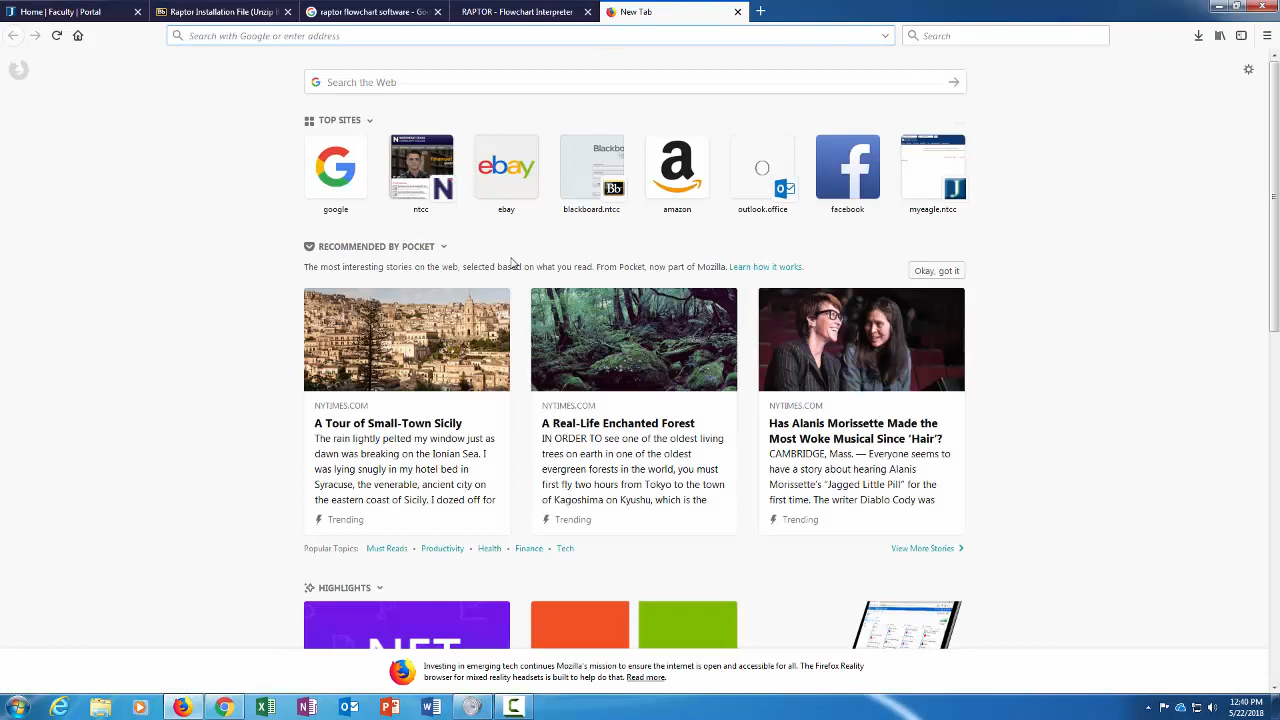 Home | Faculty | Portal
Raptor Installation File (Unzip B
raptor flowchart software - Go
RAPTOR - Flowchart Interpreter
New Tab
Search with Google or enter address
Search
Search the Web
TOP SITES
google
ntcc
ebay
blackboard.ntcc
amazon
outlook.office
facebook
myeagle.ntcc
RECOMMENDED BY POCKET
The most interesting stories on the web, selected based on what you read. From Pocket, now part of Mozilla. Learn how it works.
Okay, got it
NYTIMES.COM
A Tour of Small-Town Sicily
The rain lightly pelted my window just as
dawn was breaking on the Ionian Sea. I
was lying snugly in my hotel bed in
Syracuse, the venerable, ancient city on
the eastern coast of Sicily. I dozed off for
Trending
NYTIMES.COM
A Real-Life Enchanted Forest
IN ORDER TO see one of the oldest living
trees on earth in one of the oldest
evergreen forests in the world, you must
first fly two hours from Tokyo to the town
of Kagoshima on Kyushu, which is the
Trending
NYTIMES.COM
Has Alanis Morissette Made the
Most Woke Musical Since ‘Hair’?
CAMBRIDGE, Mass. — Everyone seems to
have a story about hearing Alanis
Morissette’s “Jagged Little Pill” for the
first time. The writer Diablo Cody was
Trending
Popular Topics: Must Reads • Productivity • Health • Finance • Tech
View More Stories
HIGHLIGHTS
.NET
Investing in emerging tech continues Mozilla's mission to ensure the internet is open and accessible for all. The Firefox Reality
browser for mixed reality headsets is built to help do that. Read more.
12:40 PM
5/22/2018